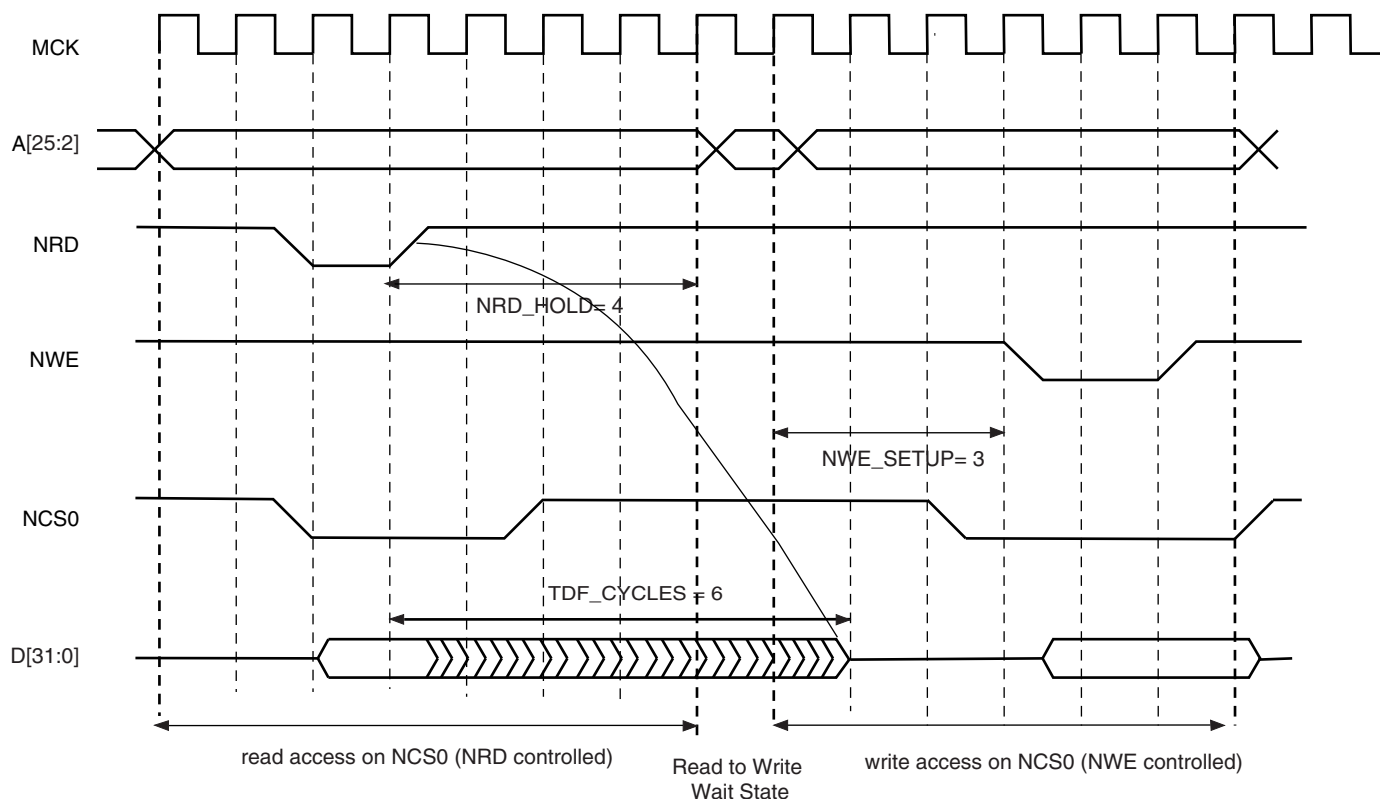 MCK
A[25:2]
NRD
NRD_HOLD= 4
NWE
NWE_SETUP= 3
NCS0
TDF_CYCLES = 6
D[31:0]
read access on NCS0 (NRD controlled)
Read to Write
Wait State
write access on NCS0 (NWE controlled)